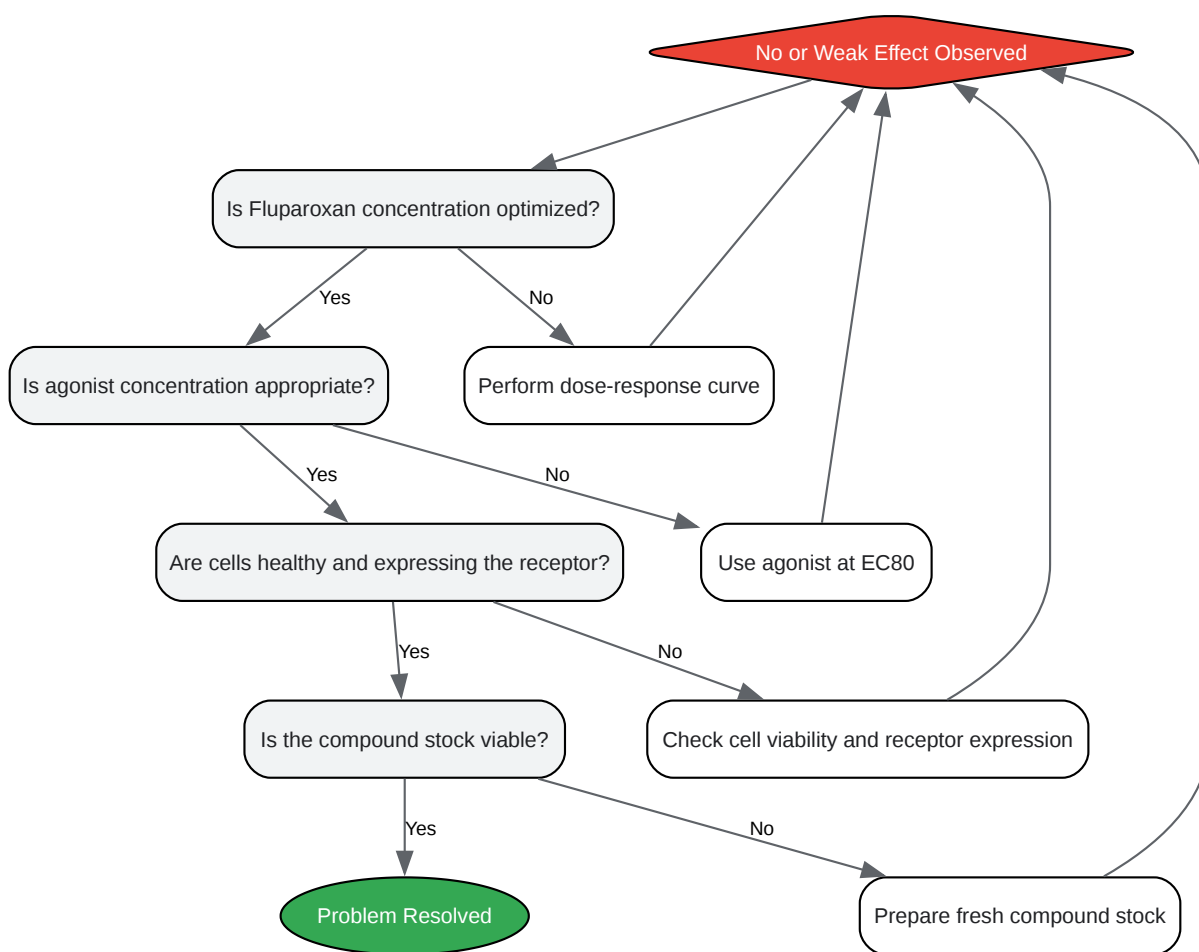 No or Weak Effect Observed
Is Fluparoxan concentration optimized?
Yes
No
Is agonist concentration appropriate?
Perform dose-response curve
Yes
No
Are cells healthy and expressing the receptor?
Use agonist at EC80
Yes
No
Is the compound stock viable?
Check cell viability and receptor expression
Yes
No
Problem Resolved
Prepare fresh compound stock